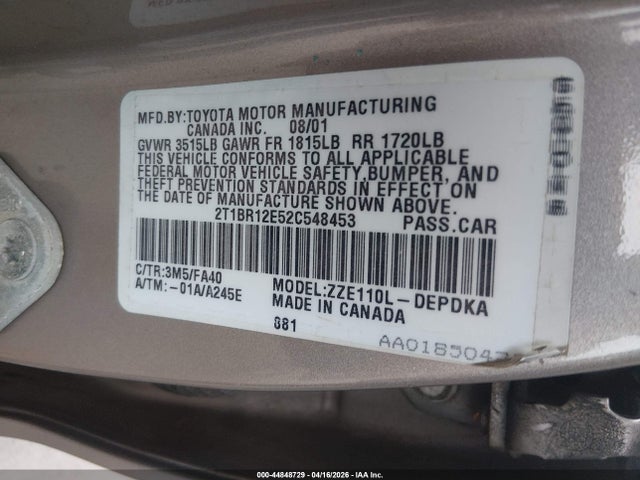 MFD.BY:TOYOTA MOTOR MANUFACTURING
CANADA INC. 08/01
GVWR 3515LB GAWR FR 1815LB RR 1720LB
THIS VEHICLE CONFORMS TO ALL APPLICABLE
FEDERAL MOTOR VEHICLE SAFETY,BUMPER, AND
THEFT PREVENTION STANDARDS IN EFFECT ON
THE DATE OF MANUFACTURE SHOWN ABOVE.
2T1BR12E52C548453 PASS.CAR
C/TR:3M5/FA40 MODEL:ZZE110L-DEPDKA
A/TM:-01A/A245E MADE IN CANADA
081
000-44848729 - 04/16/2026 - IAA Inc.